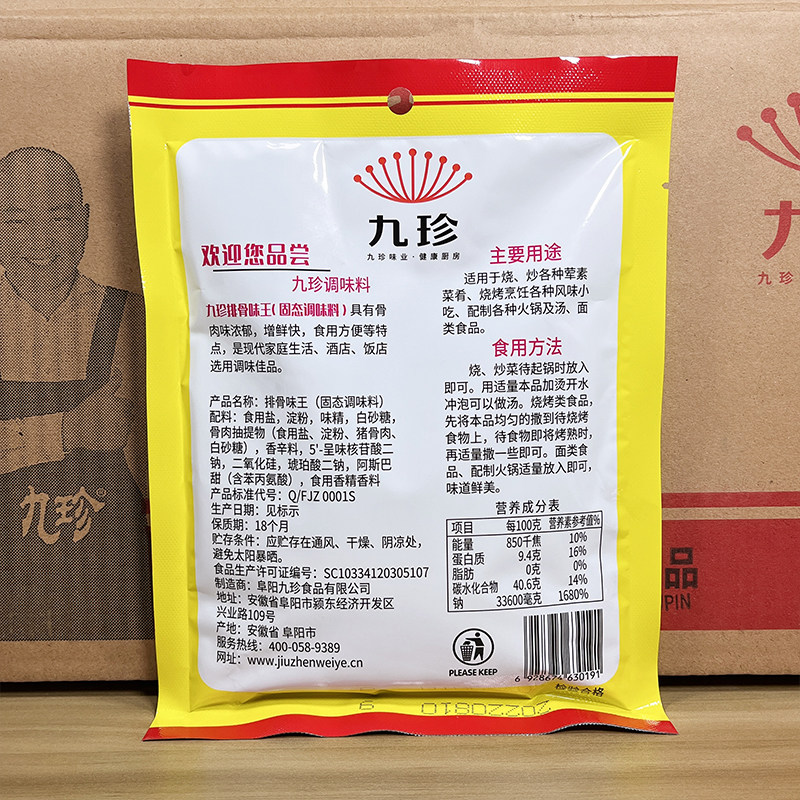 九珍
九珍味业·健康厨房
欢迎您品尝
九珍调味料
九珍排骨味王(固态调味料)具有骨
肉味浓郁，增鲜快，食用方便等特
点，是现代家庭生活、酒店、饭店
选用调味佳品。
产品名称：排骨味王（固态调味料）
配料：食用盐，淀粉，味精，白砂糖，
骨肉抽提物（食用盐、淀粉、猪骨肉、
白砂糖），香辛料，5'-呈味核苷酸二
钠，二氧化硅，琥珀酸二钠，阿斯巴
甜（含苯丙氨酸），食用香精香料
产品标准代号：Q/FJZ 0001S
生产日期：见标示
保质期：18个月
贮存条件：应贮存在通风、干燥、阴凉处，
避免太阳暴晒。
食品生产许可证编号：SC10334120305107
制造商：阜阳九珍食品有限公司
地址：安徽省阜阳市颍东经济开发区
兴业路109号
产地：安徽省 阜阳市
服务热线：400-058-9389
网址：www.jiuzhenweiye.cn
主要用途
适用于烧、炒各种荤素
菜肴、烧烤烹饪各种风味小
吃、配制各种火锅及汤、面
类食品。
食用方法
烧、炒菜待起锅时放入
即可。用适量本品加烫开水
冲泡可以做汤。烧烤类食品，
先将本品均匀的撒到待烧烤
食物上，待食物即将烤熟时，
再适量撒一些即可。面类食
品、配制火锅适量放入即可，
味道鲜美。
营养成分表
项目 每100克 营养素参考值%
能量 850千焦 10%
蛋白质 9.4克 16%
脂肪 0克 0%
碳水化合物 40.6克 14%
钠 33600毫克 1680%
PLEASE KEEP
6 928674 630191
检验合格
20220810 9
九珍
九珍
品
UPIN